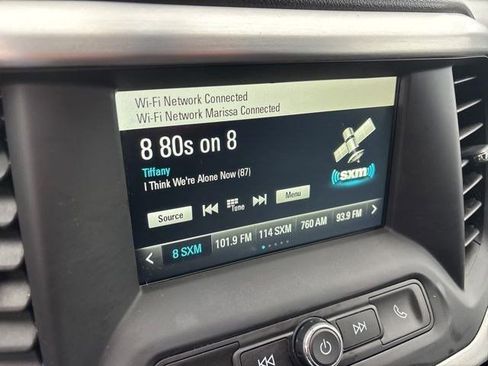 Wi-Fi Network Connected
Wi-Fi Network Marissa Connected
8 80s on 8
Tiffany
I Think We're Alone Now (87)
sxm
Source
Tune
Menu
8 SXM 101.9 FM 114 SXM 760 AM 93.9 FM